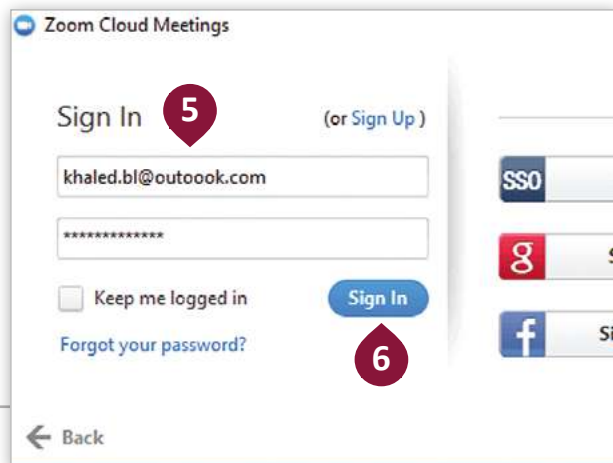 Zoom Cloud Meetings
Sign In 5 (or Sign Up )
khaled.bl@outoook.com
SSO
*************
g S
Keep me logged in Sign In
f Si
Forgot your password? 6
Back